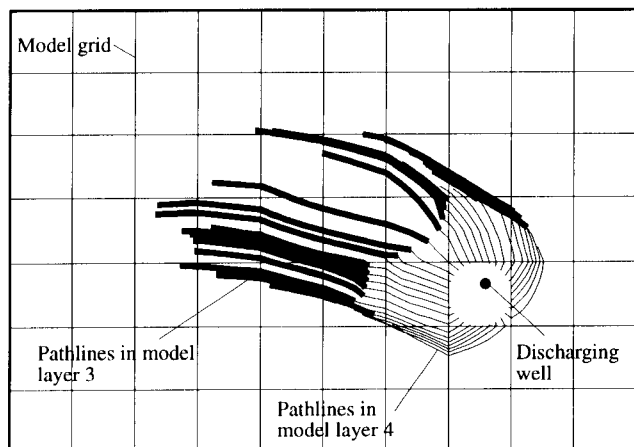 Model grid
Pathlines in model
layer 3
Discharging
well
Pathlines in
model layer 4